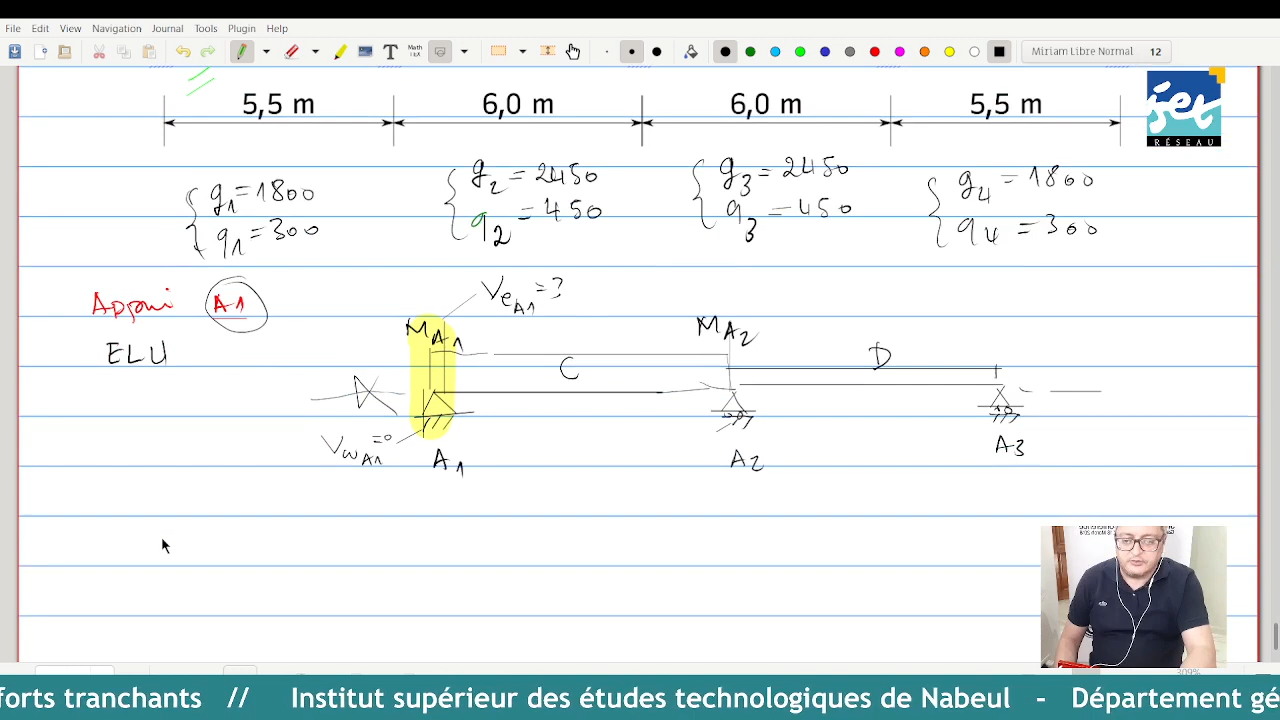 File Edit View Navigation Journal Tools Plugin Help
Math
Miriam Libre Normal 12
5,5 m 6,0 m 6,0 m 5,5 m
iset
RÉSEAU
g1 = 1800 g2 = 2450 g3 = 2450 g4 = 1800
q1 = 300 q2 = 450 q3 = 450 q4 = 300
Appui A1
VeA1 = ?
ELU
MA1 MA2
C D
VwA1 = 0
A1 A2 A3
309%
forts tranchants // Institut supérieur des études technologiques de Nabeul - Département gé